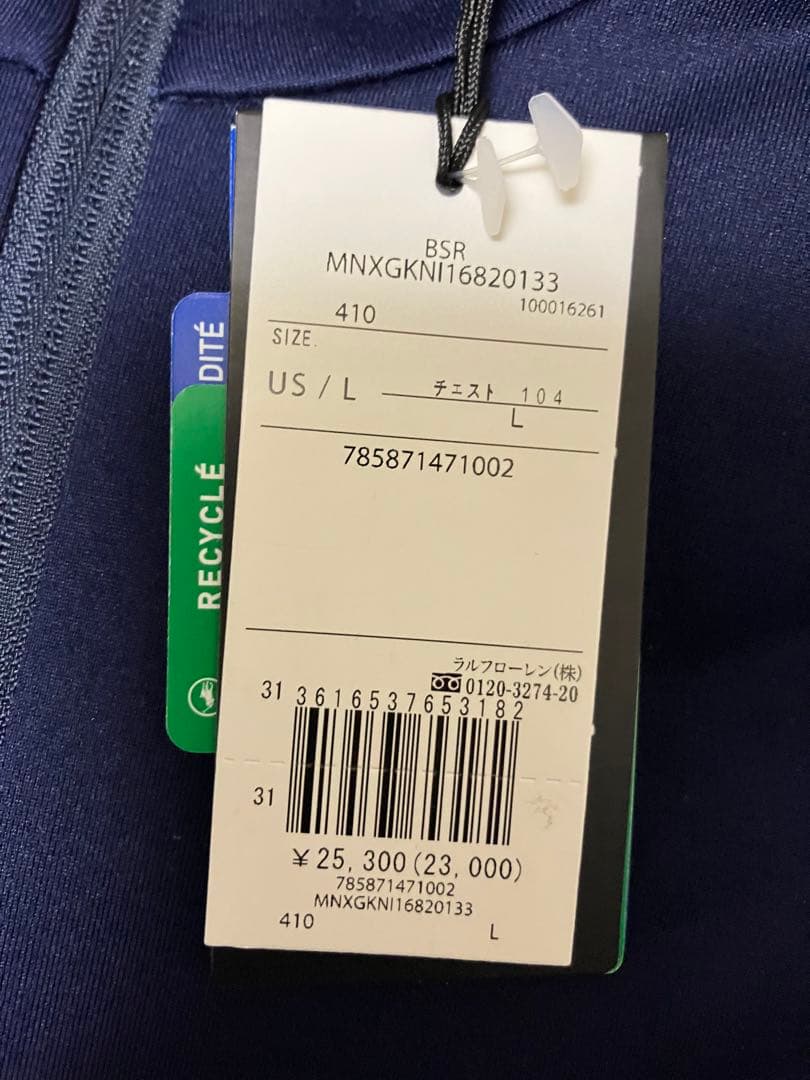 BSR
MNXGKNI16820133
410 100016261
SIZE.
US / L チェスト 104
L
785871471002
DITÉ
RECYCLÉ
ラルフローレン(株)
0120-3274-20
31 3616537653182
31
¥25,300(23,000)
785871471002
MNXGKNI16820133
410 L